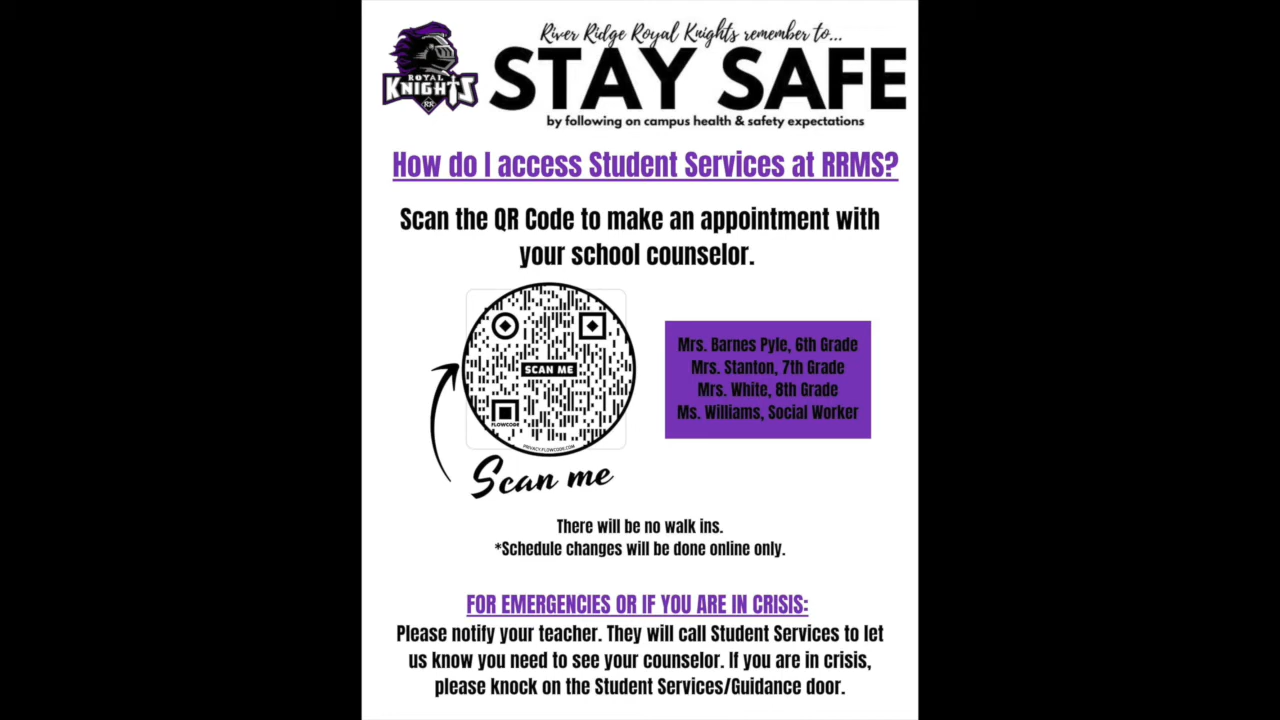 River Ridge Royal Knights remember to...
ROYAL
KNIGHTS
RR
STAY SAFE
by following on campus health & safety expectations
How do I access Student Services at RRMS?
Scan the QR Code to make an appointment with
your school counselor.
SCAN ME
FLOWCODE
PRIVACY.FLOWCODE.COM
Scan me
Mrs. Barnes Pyle, 6th Grade
Mrs. Stanton, 7th Grade
Mrs. White, 8th Grade
Ms. Williams, Social Worker
There will be no walk ins.
*Schedule changes will be done online only.
FOR EMERGENCIES OR IF YOU ARE IN CRISIS:
Please notify your teacher. They will call Student Services to let
us know you need to see your counselor. If you are in crisis,
please knock on the Student Services/Guidance door.